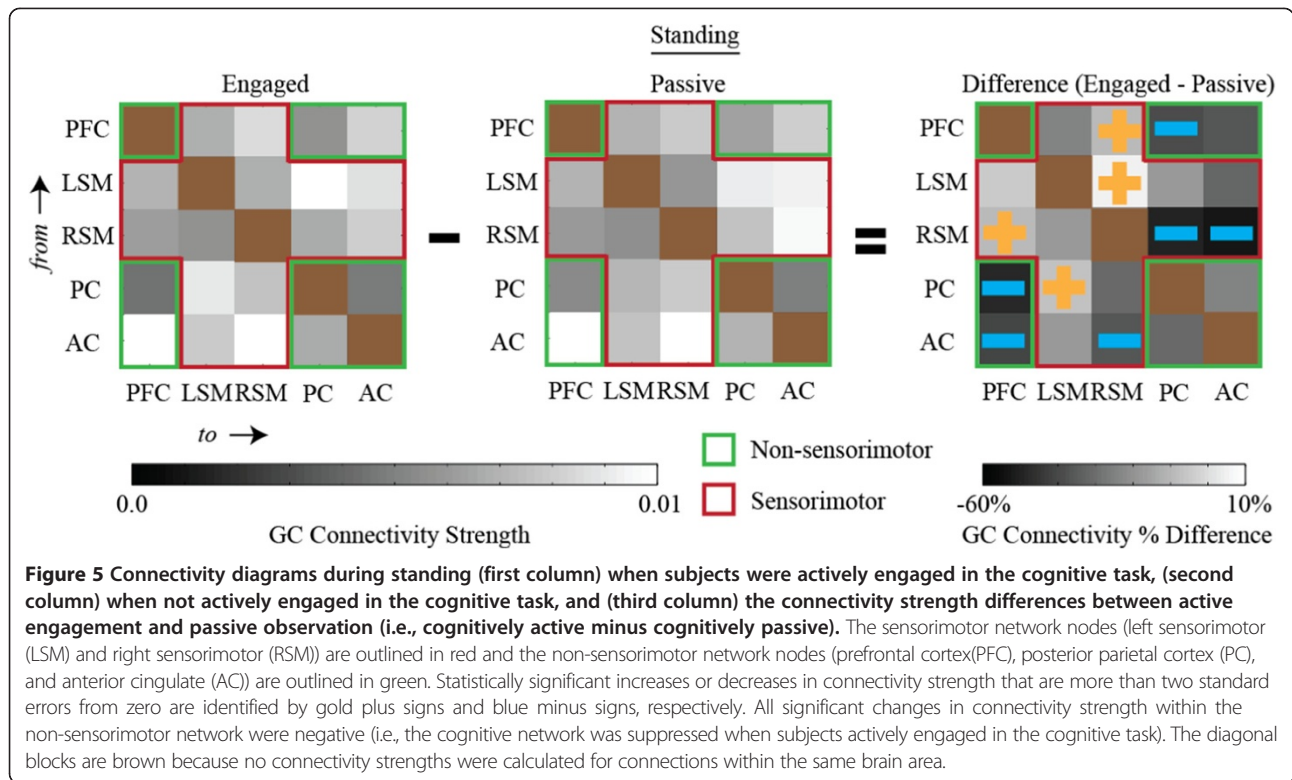 Standing
Engaged
Passive
Difference (Engaged - Passive)
PFC
LSM
RSM
PC
AC
from →
PFC LSM RSM PC AC
to →
PFC
LSM
RSM
PC
AC
PFC LSM RSM PC AC
PFC
LSM
RSM
PC
AC
PFC LSM RSM PC AC
0.0 0.01
GC Connectivity Strength
Non-sensorimotor
Sensorimotor
-60% 10%
GC Connectivity % Difference
Figure 5 Connectivity diagrams during standing (first column) when subjects were actively engaged in the cognitive task, (second
column) when not actively engaged in the cognitive task, and (third column) the connectivity strength differences between active
engagement and passive observation (i.e., cognitively active minus cognitively passive). The sensorimotor network nodes (left sensorimotor
(LSM) and right sensorimotor (RSM)) are outlined in red and the non-sensorimotor network nodes (prefrontal cortex(PFC), posterior parietal cortex (PC),
and anterior cingulate (AC)) are outlined in green. Statistically significant increases or decreases in connectivity strength that are more than two standard
errors from zero are identified by gold plus signs and blue minus signs, respectively. All significant changes in connectivity strength within the
non-sensorimotor network were negative (i.e., the cognitive network was suppressed when subjects actively engaged in the cognitive task). The diagonal
blocks are brown because no connectivity strengths were calculated for connections within the same brain area.